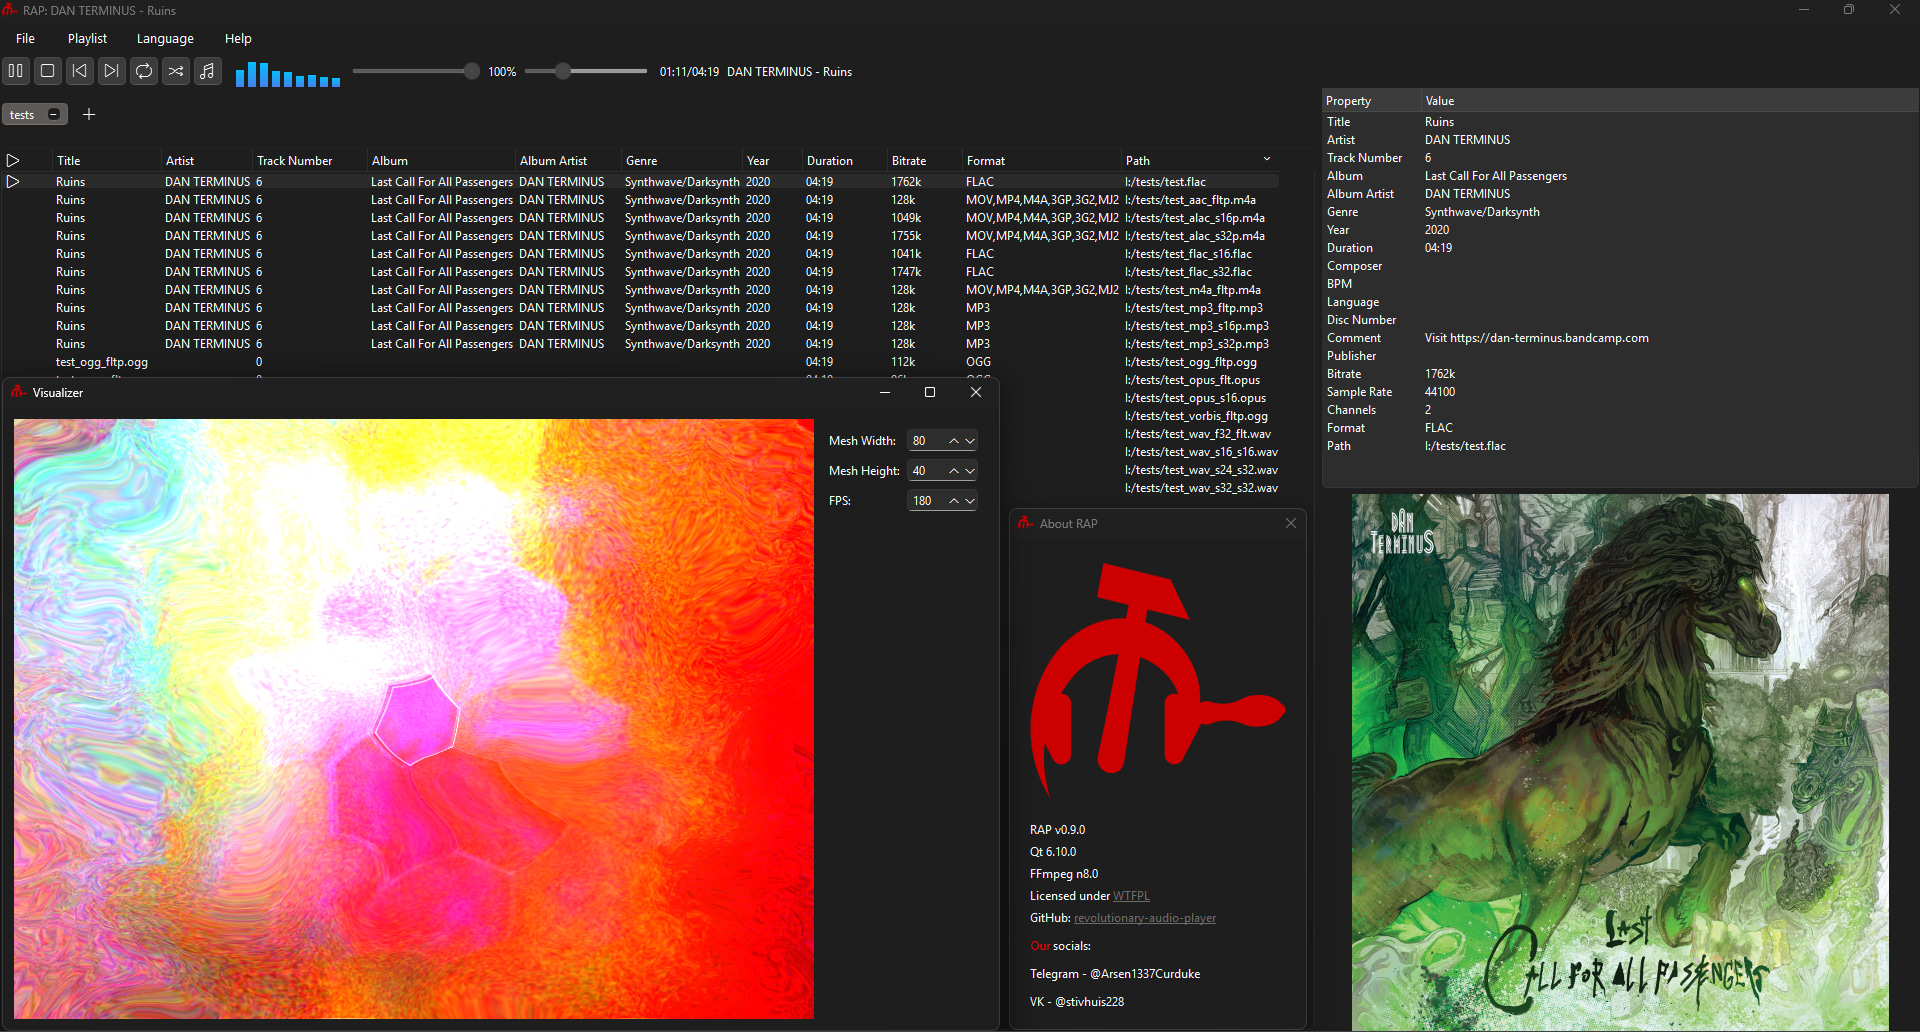 RAP: DAN TERMINUS - Ruins
File Playlist Language Help
100% 01:11/04:19 DAN TERMINUS - Ruins
tests
Title Artist Track Number Album Album Artist Genre Year Duration Bitrate Format Path
Ruins DAN TERMINUS 6 Last Call For All Passengers DAN TERMINUS Synthwave/Darksynth 2020 04:19 1762k FLAC I:/tests/test.flac
Ruins DAN TERMINUS 6 Last Call For All Passengers DAN TERMINUS Synthwave/Darksynth 2020 04:19 128k MOV,MP4,M4A,3GP,3G2,MJ2 I:/tests/test_aac_fltp.m4a
Ruins DAN TERMINUS 6 Last Call For All Passengers DAN TERMINUS Synthwave/Darksynth 2020 04:19 1049k MOV,MP4,M4A,3GP,3G2,MJ2 I:/tests/test_alac_s16p.m4a
Ruins DAN TERMINUS 6 Last Call For All Passengers DAN TERMINUS Synthwave/Darksynth 2020 04:19 1755k MOV,MP4,M4A,3GP,3G2,MJ2 I:/tests/test_alac_s32p.m4a
Ruins DAN TERMINUS 6 Last Call For All Passengers DAN TERMINUS Synthwave/Darksynth 2020 04:19 1041k FLAC I:/tests/test_flac_s16.flac
Ruins DAN TERMINUS 6 Last Call For All Passengers DAN TERMINUS Synthwave/Darksynth 2020 04:19 1747k FLAC I:/tests/test_flac_s32.flac
Ruins DAN TERMINUS 6 Last Call For All Passengers DAN TERMINUS Synthwave/Darksynth 2020 04:19 128k MOV,MP4,M4A,3GP,3G2,MJ2 I:/tests/test_m4a_fltp.m4a
Ruins DAN TERMINUS 6 Last Call For All Passengers DAN TERMINUS Synthwave/Darksynth 2020 04:19 128k MP3 I:/tests/test_mp3_fltp.mp3
Ruins DAN TERMINUS 6 Last Call For All Passengers DAN TERMINUS Synthwave/Darksynth 2020 04:19 128k MP3 I:/tests/test_mp3_s16p.mp3
Ruins DAN TERMINUS 6 Last Call For All Passengers DAN TERMINUS Synthwave/Darksynth 2020 04:19 128k MP3 I:/tests/test_mp3_s32p.mp3
test_ogg_fltp.ogg 0 04:19 112k OGG I:/tests/test_ogg_fltp.ogg
I:/tests/test_opus_flt.opus
I:/tests/test_opus_s16.opus
I:/tests/test_vorbis_fltp.ogg
I:/tests/test_wav_f32_flt.wav
I:/tests/test_wav_s16_s16.wav
I:/tests/test_wav_s24_s32.wav
I:/tests/test_wav_s32_s32.wav
Property Value
Title Ruins
Artist DAN TERMINUS
Track Number 6
Album Last Call For All Passengers
Album Artist DAN TERMINUS
Genre Synthwave/Darksynth
Year 2020
Duration 04:19
Composer
BPM
Language
Disc Number
Comment Visit https://dan-terminus.bandcamp.com
Publisher
Bitrate 1762k
Sample Rate 44100
Channels 2
Format FLAC
Path I:/tests/test.flac
Visualizer
Mesh Width: 80
Mesh Height: 40
FPS: 180
About RAP
RAP v0.9.0
Qt 6.10.0
FFmpeg n8.0
Licensed under WTFPL
GitHub: revolutionary-audio-player
Our socials:
Telegram - @Arsen1337Curduke
VK - @stivhuis228
DAN
TERMINUS
LAST
CALL FOR ALL PASSENGERS